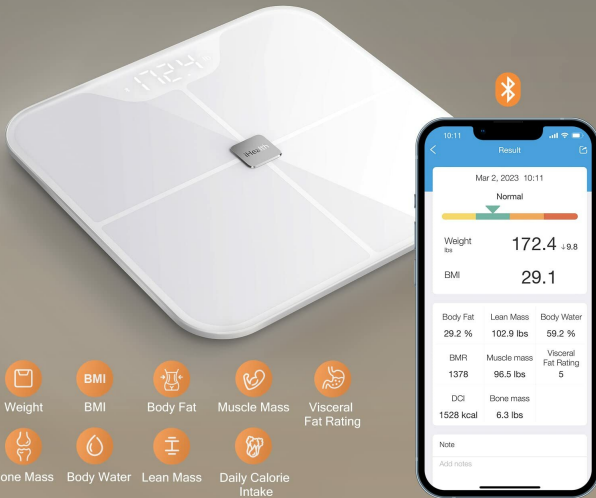 172.4
iHealth
10:11
Result
Mar 2, 2023 10:11
Normal
Weight
lbs
172.4 ↓9.8
BMI
29.1
Body Fat
Lean Mass
Body Water
29.2 %
102.9 lbs
59.2 %
BMR
Muscle mass
Visceral
Fat Rating
1378
96.5 lbs
5
DCI
Bone mass
1528 kcal
6.3 lbs
Note
Add notes
BMI
Weight
BMI
Body Fat
Muscle Mass
Visceral
Fat Rating
one Mass
Body Water
Lean Mass
Daily Calorie
Intake